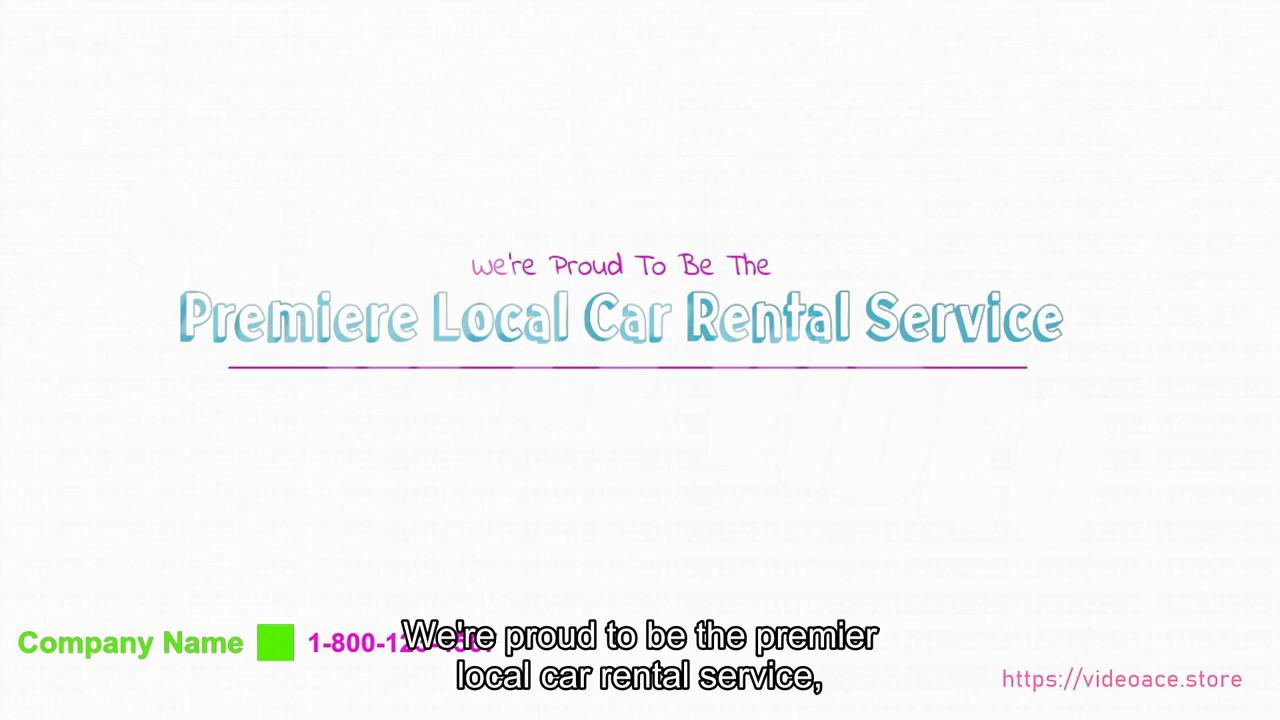 We're Proud To Be The
Premiere Local Car Rental Service
Company Name
We're proud to be the premier
local car rental service,
https://videoace.store